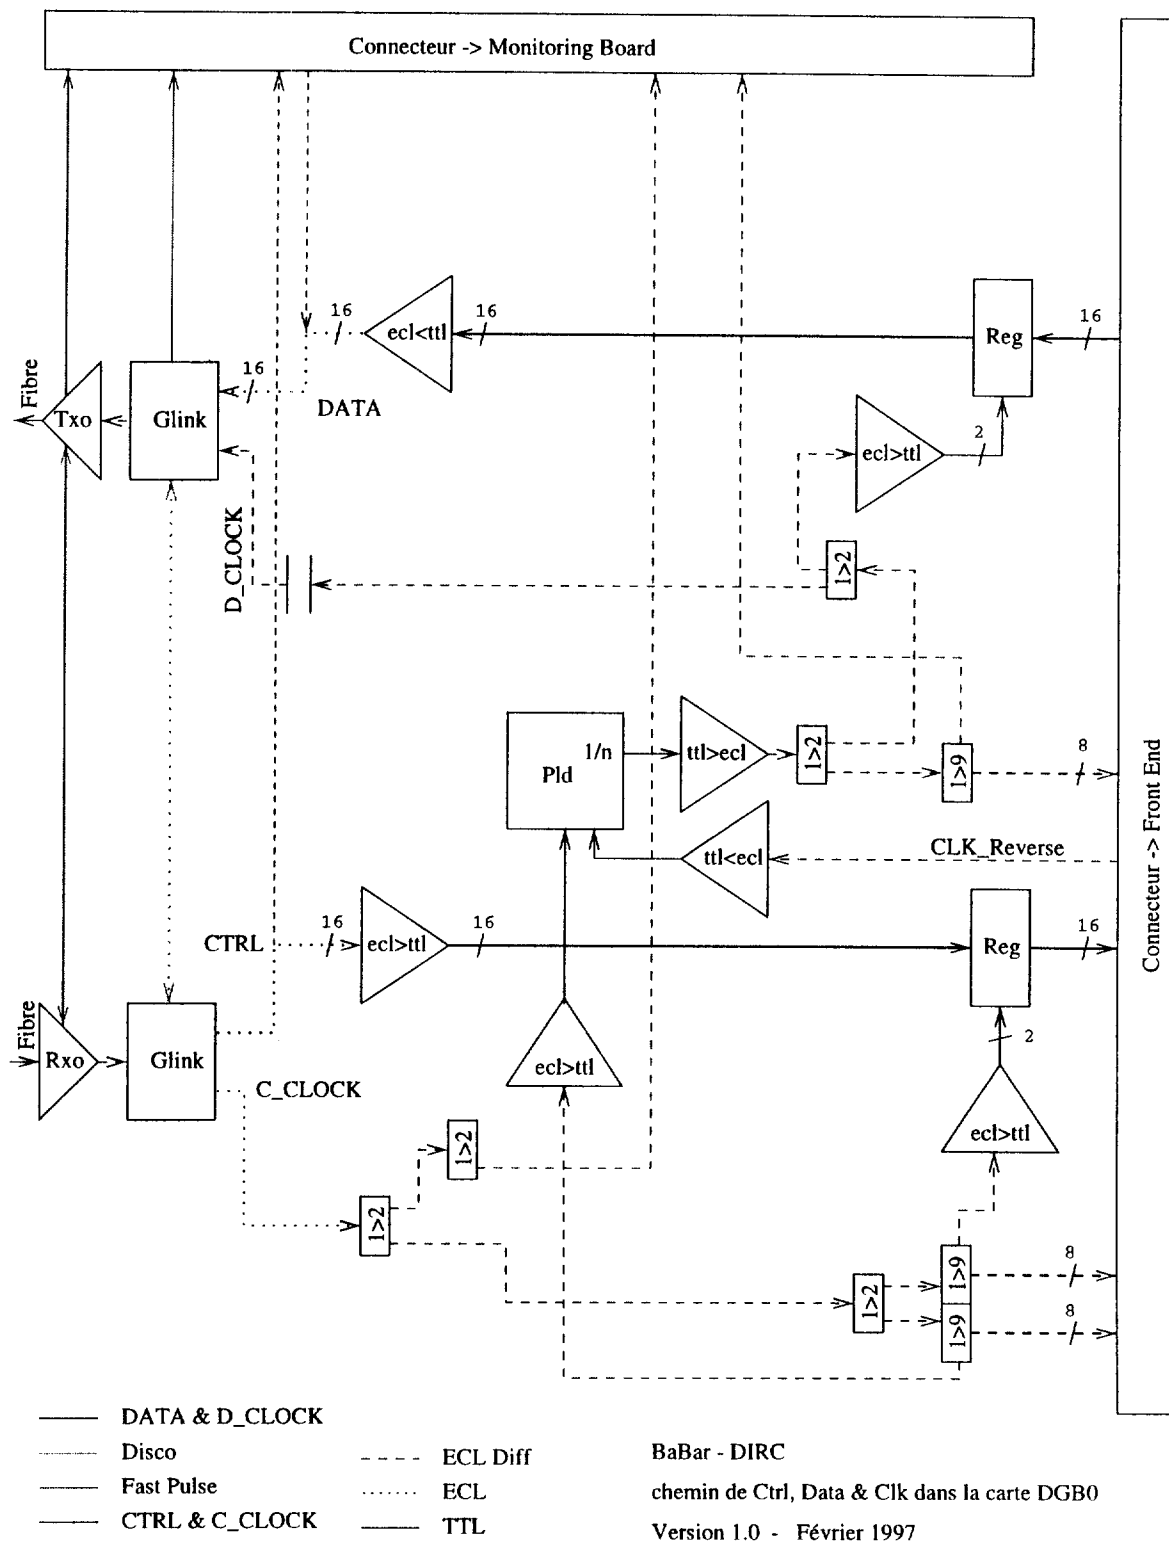 Connecteur -> Monitoring Board
16
ecl<ttl
16
Reg
16
Fibre
Txo
Glink
16
DATA
ecl>ttl
2
D_CLOCK
1>2
Connecteur -> Front End
Pld
1/n
ttl>ecl
1>2
1>9
8
ttl<ecl
CLK_Reverse
CTRL
16
ecl>ttl
16
Reg
16
Fibre
Rxo
Glink
C_CLOCK
ecl>ttl
2
ecl>ttl
1>2
1>2
1>2
1>9
8
1>9
8
DATA & D_CLOCK
Disco
Fast Pulse
CTRL & C_CLOCK
ECL Diff
ECL
TTL
BaBar - DIRC
chemin de Ctrl, Data & Clk dans la carte DGB0
Version 1.0 - Février 1997